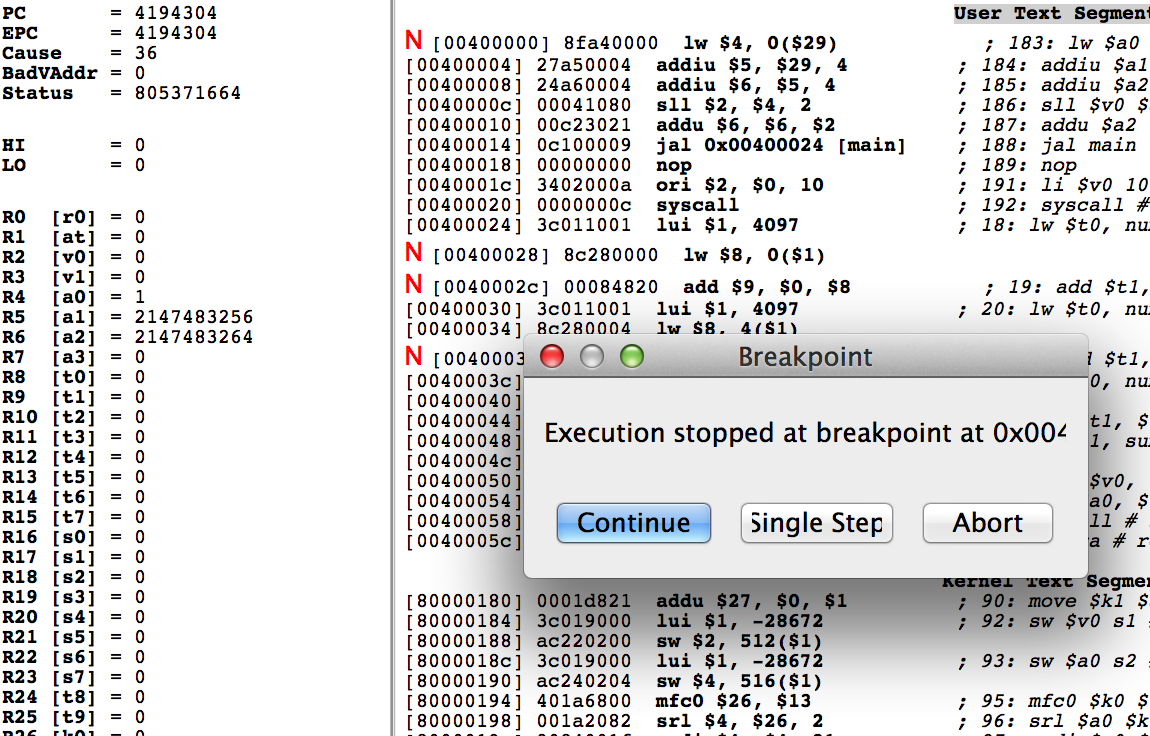 PC       = 4194304
EPC      = 4194304
Cause    = 36
BadVAddr = 0
Status   = 805371664
HI       = 0
LO       = 0
R0  [r0] = 0
R1  [at] = 0
R2  [v0] = 0
R3  [v1] = 0
R4  [a0] = 1
R5  [a1] = 2147483256
R6  [a2] = 2147483264
R7  [a3] = 0
R8  [t0] = 0
R9  [t1] = 0
R10 [t2] = 0
R11 [t3] = 0
R12 [t4] = 0
R13 [t5] = 0
R14 [t6] = 0
R15 [t7] = 0
R16 [s0] = 0
R17 [s1] = 0
R18 [s2] = 0
R19 [s3] = 0
R20 [s4] = 0
R21 [s5] = 0
R22 [s6] = 0
R23 [s7] = 0
R24 [t8] = 0
R25 [t9] = 0
R26 [k0] = 0
User Text Segment
N [00400000] 8fa40000  lw $4, 0($29)  ; 183: lw $a0
[00400004] 27a50004  addiu $5, $29, 4  ; 184: addiu $a1
[00400008] 24a60004  addiu $6, $5, 4  ; 185: addiu $a2
[0040000c] 00041080  sll $2, $4, 2  ; 186: sll $v0 $
[00400010] 00c23021  addu $6, $6, $2  ; 187: addu $a2
[00400014] 0c100009  jal 0x00400024 [main]  ; 188: jal main
[00400018] 00000000  nop  ; 189: nop
[0040001c] 3402000a  ori $2, $0, 10  ; 191: li $v0 10
[00400020] 0000000c  syscall  ; 192: syscall #
[00400024] 3c011001  lui $1, 4097  ; 18: lw $t0, nu
N [00400028] 8c280000  lw $8, 0($1)
N [0040002c] 00084820  add $9, $0, $8  ; 19: add $t1,
[00400030] 3c011001  lui $1, 4097  ; 20: lw $t0, nu
[00400034] 8c280004  lw $8, 4($1)
N [0040003  $t1,
[0040003c]  0, nu
[00400040]
[00400044]  t1, $
[00400048]  1, su
[0040004c]
[00400050]  $v0,
[00400054]  a0, $
[00400058]  ll #
[0040005c]  a # r
Breakpoint
Execution stopped at breakpoint at 0x004
Continue
Single Step
Abort
Kernel Text Segmen
[80000180] 0001d821  addu $27, $0, $1  ; 90: move $k1 $
[80000184] 3c019000  lui $1, -28672  ; 92: sw $v0 s1
[80000188] ac220200  sw $2, 512($1)
[8000018c] 3c019000  lui $1, -28672  ; 93: sw $a0 s2
[80000190] ac240204  sw $4, 516($1)
[80000194] 401a6800  mfc0 $26, $13  ; 95: mfc0 $k0 $
[80000198] 001a2082  srl $4, $26, 2  ; 96: srl $a0 $k